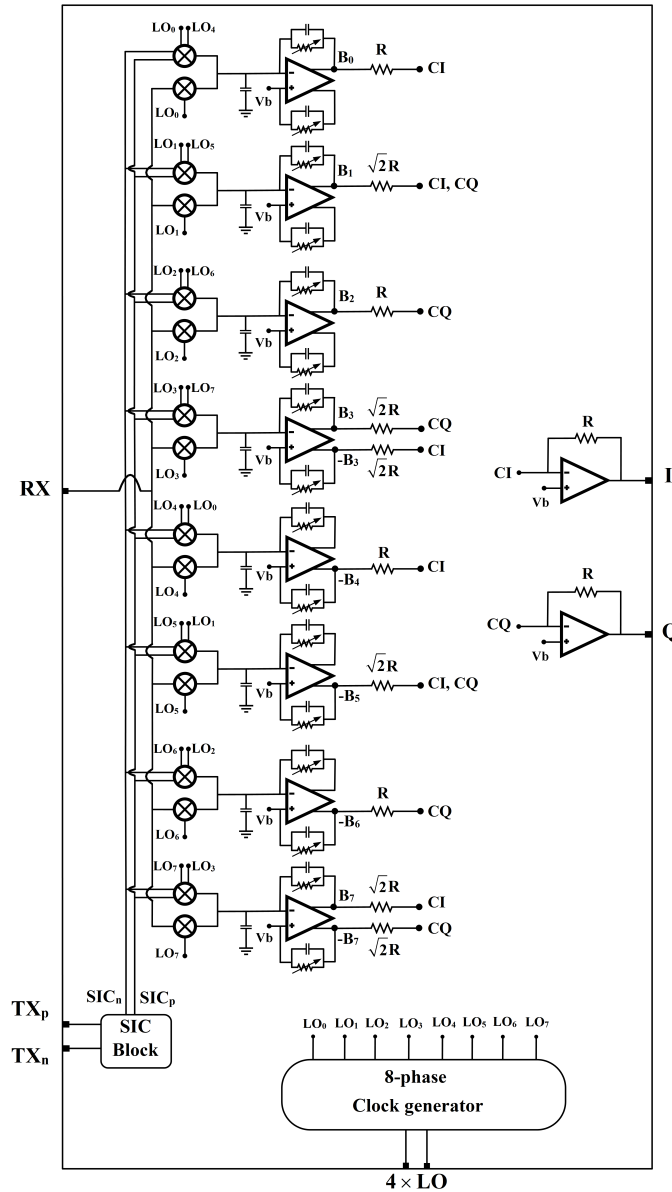 LO₀ LO₄
B₀ R CI
Vb
LO₀
LO₁ LO₅
B₁ √2R CI, CQ
Vb
LO₁
LO₂ LO₆
B₂ R CQ
Vb
LO₂
LO₃ LO₇
B₃ √2R CQ
Vb
-B₃ √2R CI
LO₃
RX
R
CI
I
Vb
LO₄ LO₀
R CI
Vb
-B₄
LO₄
R
CQ
Q
Vb
LO₅ LO₁
√2R CI, CQ
Vb
-B₅
LO₅
LO₆ LO₂
R CQ
Vb
-B₆
LO₆
LO₇ LO₃
B₇ √2R CI
Vb
-B₇ √2R CQ
LO₇
SICₙ SICₚ
TXₚ
TXₙ
SIC
Block
LO₀ LO₁ LO₂ LO₃ LO₄ LO₅ LO₆ LO₇
8-phase
Clock generator
4 × LO